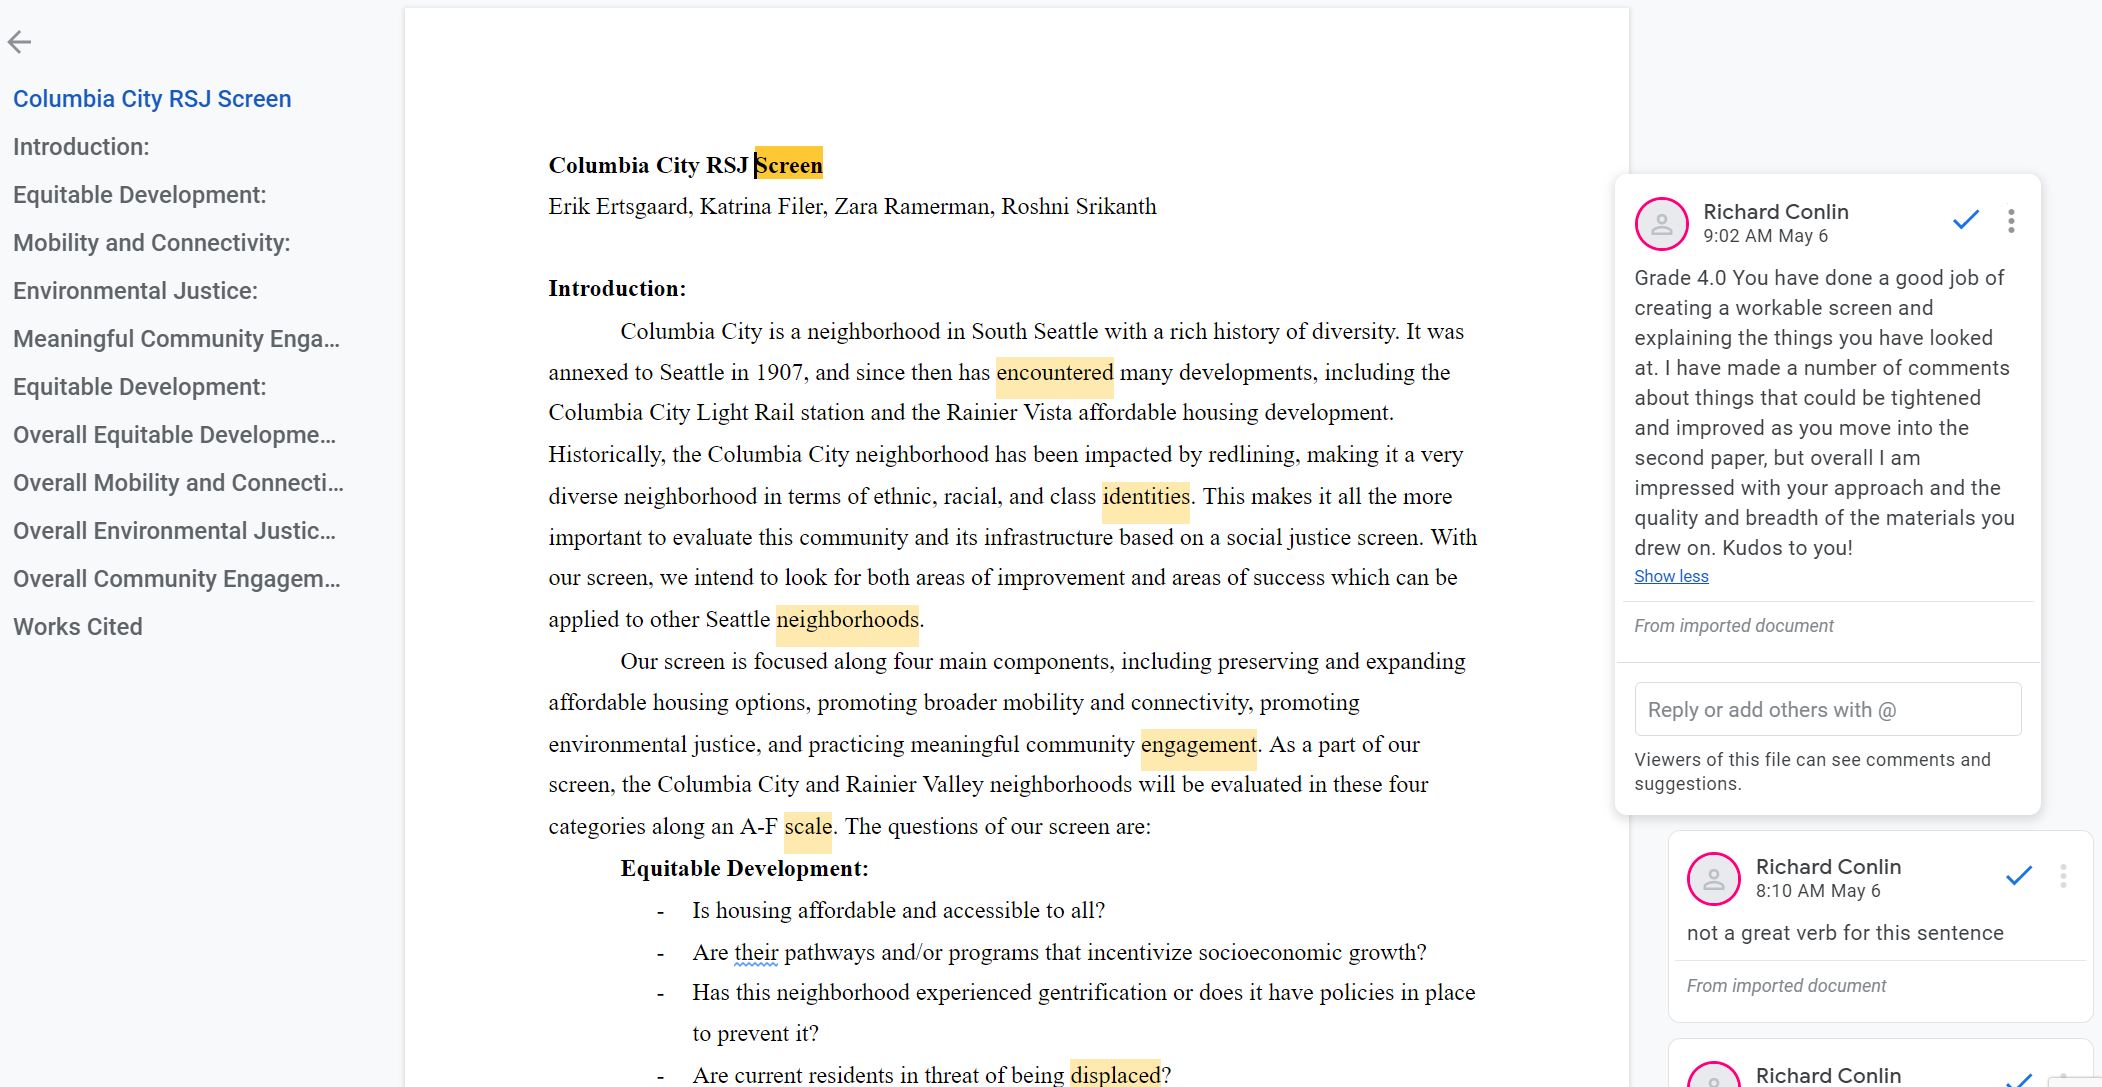 Columbia City RSJ Screen
Introduction:
Equitable Development:
Mobility and Connectivity:
Environmental Justice:
Meaningful Community Enga...
Equitable Development:
Overall Equitable Developme...
Overall Mobility and Connecti...
Overall Environmental Justic...
Overall Community Engagem...
Works Cited
Columbia City RSJ Screen
Erik Ertsgaard, Katrina Filer, Zara Ramerman, Roshni Srikanth
Introduction:
Columbia City is a neighborhood in South Seattle with a rich history of diversity. It was
annexed to Seattle in 1907, and since then has encountered many developments, including the
Columbia City Light Rail station and the Rainier Vista affordable housing development.
Historically, the Columbia City neighborhood has been impacted by redlining, making it a very
diverse neighborhood in terms of ethnic, racial, and class identities. This makes it all the more
important to evaluate this community and its infrastructure based on a social justice screen. With
our screen, we intend to look for both areas of improvement and areas of success which can be
applied to other Seattle neighborhoods.
Our screen is focused along four main components, including preserving and expanding
affordable housing options, promoting broader mobility and connectivity, promoting
environmental justice, and practicing meaningful community engagement. As a part of our
screen, the Columbia City and Rainier Valley neighborhoods will be evaluated in these four
categories along an A-F scale. The questions of our screen are:
Equitable Development:
- Is housing affordable and accessible to all?
- Are their pathways and/or programs that incentivize socioeconomic growth?
- Has this neighborhood experienced gentrification or does it have policies in place
to prevent it?
- Are current residents in threat of being displaced?
Richard Conlin
9:02 AM May 6
Grade 4.0 You have done a good job of
creating a workable screen and
explaining the things you have looked
at. I have made a number of comments
about things that could be tightened
and improved as you move into the
second paper, but overall I am
impressed with your approach and the
quality and breadth of the materials you
drew on. Kudos to you!
Show less
From imported document
Reply or add others with @
Viewers of this file can see comments and
suggestions.
Richard Conlin
8:10 AM May 6
not a great verb for this sentence
From imported document
Richard Conlin